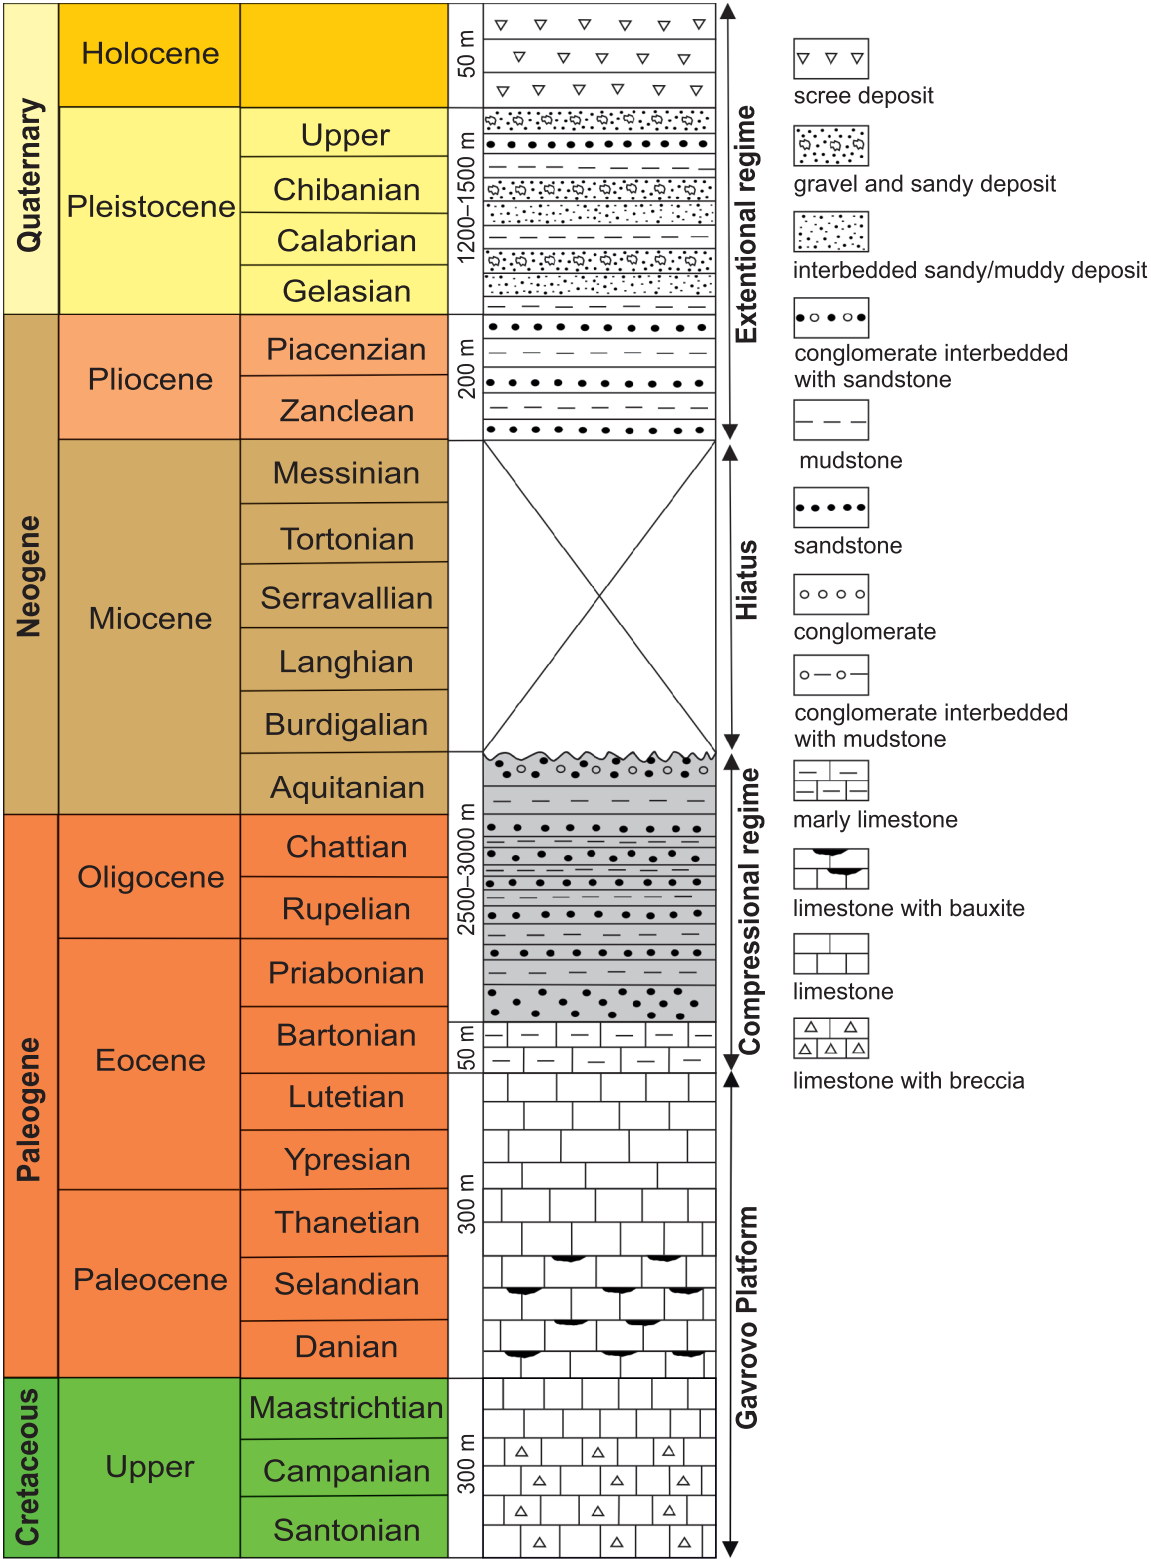 Quaternary
Holocene
50 m
Pleistocene
Upper
Chibanian
Calabrian
Gelasian
1200–1500 m
Extentional regime
Neogene
Pliocene
Piacenzian
Zanclean
200 m
Miocene
Messinian
Tortonian
Serravallian
Langhian
Burdigalian
Aquitanian
Hiatus
Paleogene
Oligocene
Chattian
Rupelian
2500–3000 m
Compressional regime
Eocene
Priabonian
Bartonian
50 m
Lutetian
Ypresian
300 m
Paleocene
Thanetian
Selandian
Danian
Gavrovo Platform
Cretaceous
Upper
Maastrichtian
Campanian
Santonian
300 m
scree deposit
gravel and sandy deposit
interbedded sandy/muddy deposit
conglomerate interbedded
with sandstone
mudstone
sandstone
conglomerate
conglomerate interbedded
with mudstone
marly limestone
limestone with bauxite
limestone
limestone with breccia